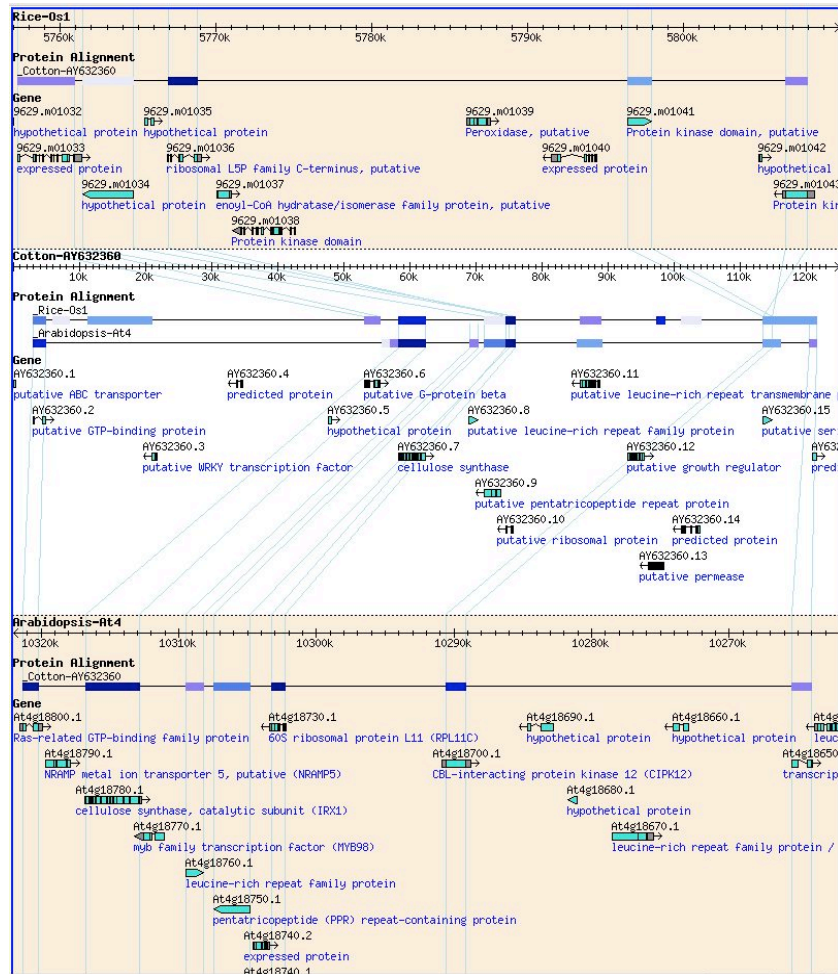 Rice-Os1
5760k 5770k 5780k 5790k 5800k
Protein Alignment
_Cotton-AY632360
Gene
9629.m01032 9629.m01035 9629.m01039 9629.m01041
hypothetical protein hypothetical protein Peroxidase, putative Protein kinase domain, putative
9629.m01033 9629.m01036 9629.m01040 9629.m01042
expressed protein ribosomal L5P family C-terminus, putative expressed protein hypothetical
9629.m01034 9629.m01037 9629.m01043
hypothetical protein enoyl-CoA hydratase/isomerase family protein, putative Protein kin
9629.m01038
Protein kinase domain
Cotton-AY632360
10k 20k 30k 40k 50k 60k 70k 80k 90k 100k 110k 120k
Protein Alignment
_Rice-Os1
_Arabidopsis-At4
Gene
AY632360.1 AY632360.4 AY632360.6 AY632360.11
putative ABC transporter predicted protein putative G-protein beta putative leucine-rich repeat transmembrane p
AY632360.2 AY632360.5 AY632360.8 AY632360.15
putative GTP-binding protein hypothetical protein putative leucine-rich repeat family protein putative ser
AY632360.3 AY632360.7 AY632360.12 AY632
putative WRKY transcription factor cellulose synthase putative growth regulator pred
AY632360.9
putative pentatricopeptide repeat protein
AY632360.10 AY632360.14
putative ribosomal protein predicted protein
AY632360.13
putative permease
Arabidopsis-At4
10320k 10310k 10300k 10290k 10280k 10270k
Protein Alignment
_Cotton-AY632360
Gene
At4g18800.1 At4g18730.1 At4g18690.1 At4g18660.1 At4g
Ras-related GTP-binding family protein 60S ribosomal protein L11 (RPL11C) hypothetical protein hypothetical protein leuc
At4g18790.1 At4g18700.1 At4g18650
NRAMP metal ion transporter 5, putative (NRAMP5) CBL-interacting protein kinase 12 (CIPK12) transcrip
At4g18780.1 At4g18680.1
cellulose synthase, catalytic subunit (IRX1) hypothetical protein
At4g18770.1 At4g18670.1
myb family transcription factor (MYB98) leucine-rich repeat family protein /
At4g18760.1
leucine-rich repeat family protein
At4g18750.1
pentatricopeptide (PPR) repeat-containing protein
At4g18740.2
expressed protein
At4g18740.1